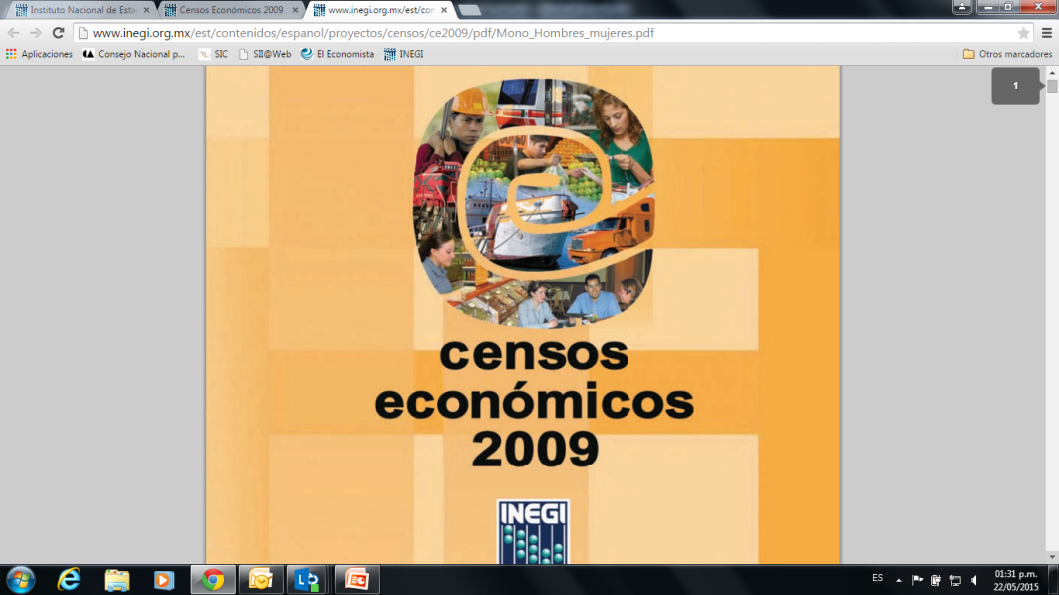 Instituto Nacional de Esta
Censos Económicos 2009
www.inegi.org.mx/est/con
www.inegi.org.mx/est/contenidos/espanol/proyectos/censos/ce2009/pdf/Mono_Hombres_mujeres.pdf
Aplicaciones
Consejo Nacional p...
SIC
SII@Web
El Economista
INEGI
Otros marcadores
1
censos
económicos
2009
INEGI
ES
01:31 p.m.
22/05/2015